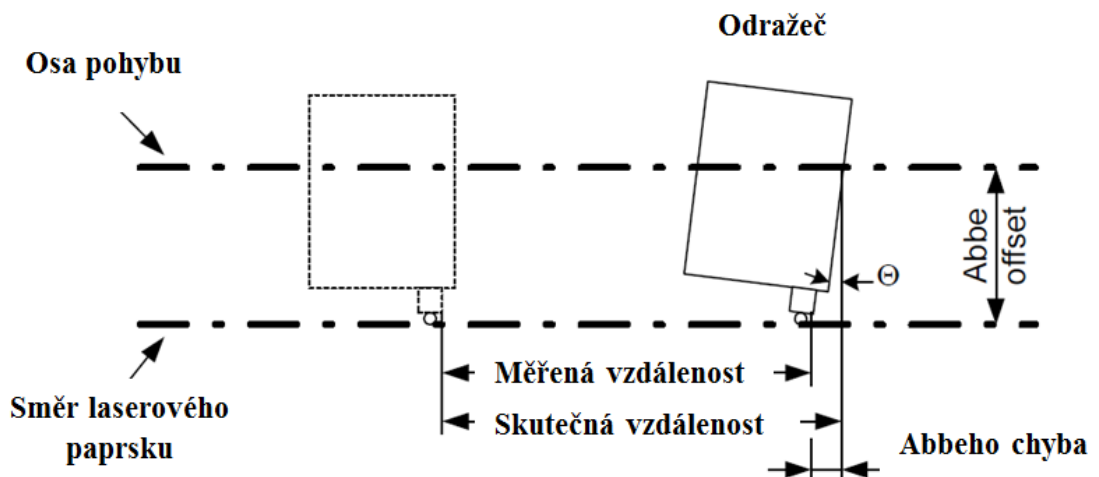 Odražeč
Osa pohybu
Abbe
offset
Θ
Měřená vzdálenost
Směr laserového
paprsku
Skutečná vzdálenost
Abbeho chyba